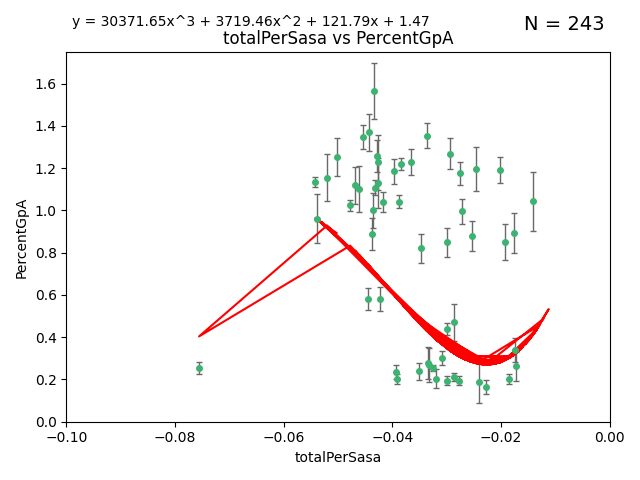 y = 30371.65x^3 + 3719.46x^2 + 121.79x + 1.47
N = 243
totalPerSasa vs PercentGpA
PercentGpA
1.6
1.4
1.2
1.0
0.8
0.6
0.4
0.2
0.0
−0.10 −0.08 −0.06 −0.04 −0.02 0.00
totalPerSasa